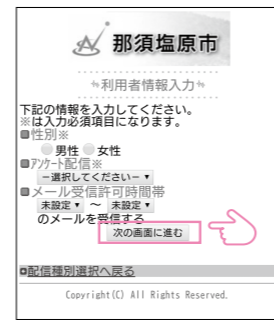 那須塩原市
利用者情報入力
下記の情報を入力してください。
※は入力必須項目になります。
■性別※
男性 女性
■アンケート配信※
－選択してください－▼
■メール受信許可時間帯
未設定▼ ～ 未設定▼
のメールを受信する
次の画面に進む
■配信種別選択へ戻る
Copyright(C) All Rights Reserved.